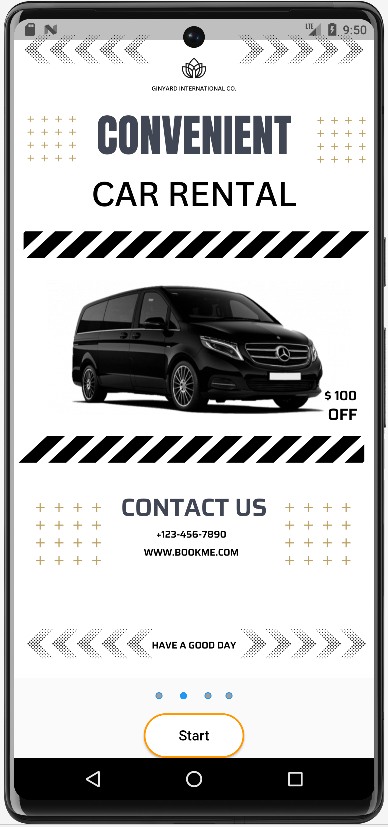 LTE 9:50
GINYARD INTERNATIONAL CO.
CONVENIENT
CAR RENTAL
$ 100
OFF
CONTACT US
+123-456-7890
WWW.BOOKME.COM
HAVE A GOOD DAY
Start